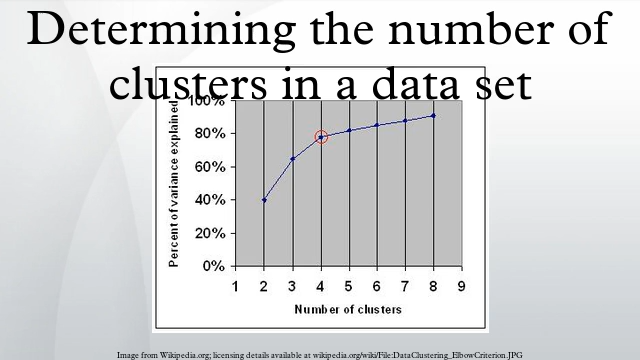 Determining the number of
clusters in a data set
100%
80%
60%
40%
20%
0%
Percent of variance explained
1 2 3 4 5 6 7 8 9
Number of clusters
Image from Wikipedia.org; licensing details available at wikipedia.org/wiki/File:DataClustering_ElbowCriterion.JPG